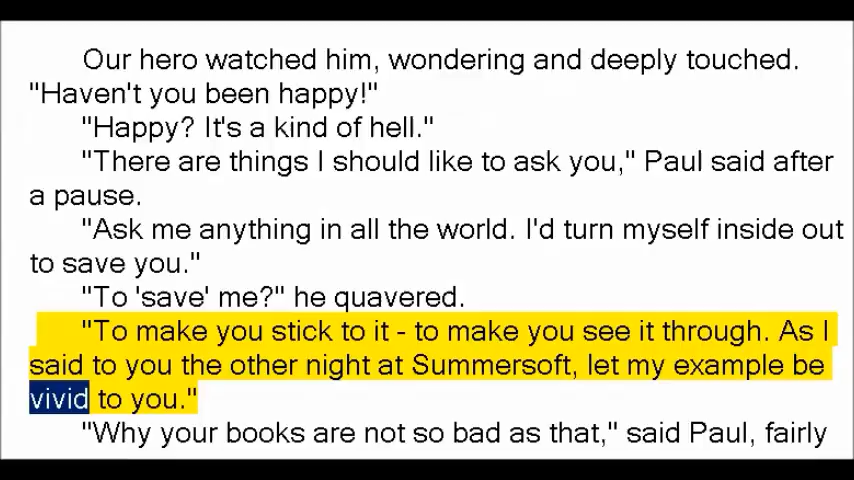 Our hero watched him, wondering and deeply touched.
"Haven't you been happy!"
"Happy? It's a kind of hell."
"There are things I should like to ask you," Paul said after
a pause.
"Ask me anything in all the world. I'd turn myself inside out
to save you."
"To 'save' me?" he quavered.
"To make you stick to it - to make you see it through. As I
said to you the other night at Summersoft, let my example be
vivid to you."
"Why your books are not so bad as that," said Paul, fairly